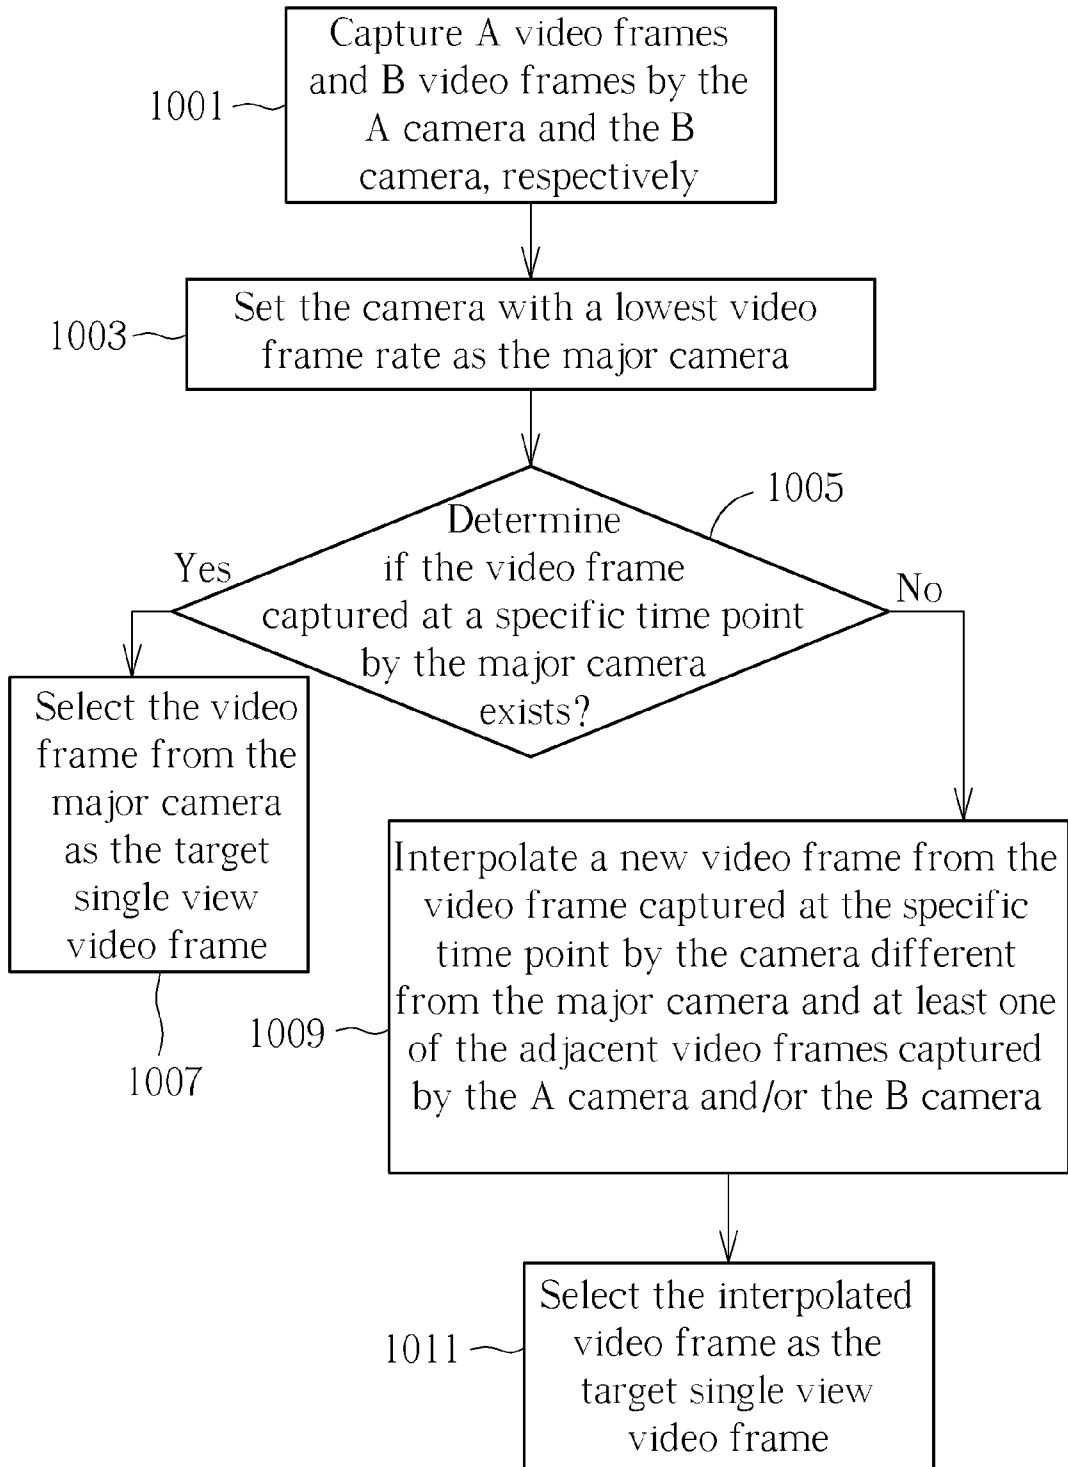 Capture A video frames
and B video frames by the
A camera and the B
camera, respectively
1001
Set the camera with a lowest video
frame rate as the major camera
1003
1005
Determine
if the video frame
captured at a specific time point
by the major camera
exists?
Yes
No
Select the video
frame from the
major camera
as the target
single view
video frame
1007
Interpolate a new video frame from the
video frame captured at the specific
time point by the camera different
from the major camera and at least one
of the adjacent video frames captured
by the A camera and/or the B camera
1009
Select the interpolated
video frame as the
target single view
video frame
1011